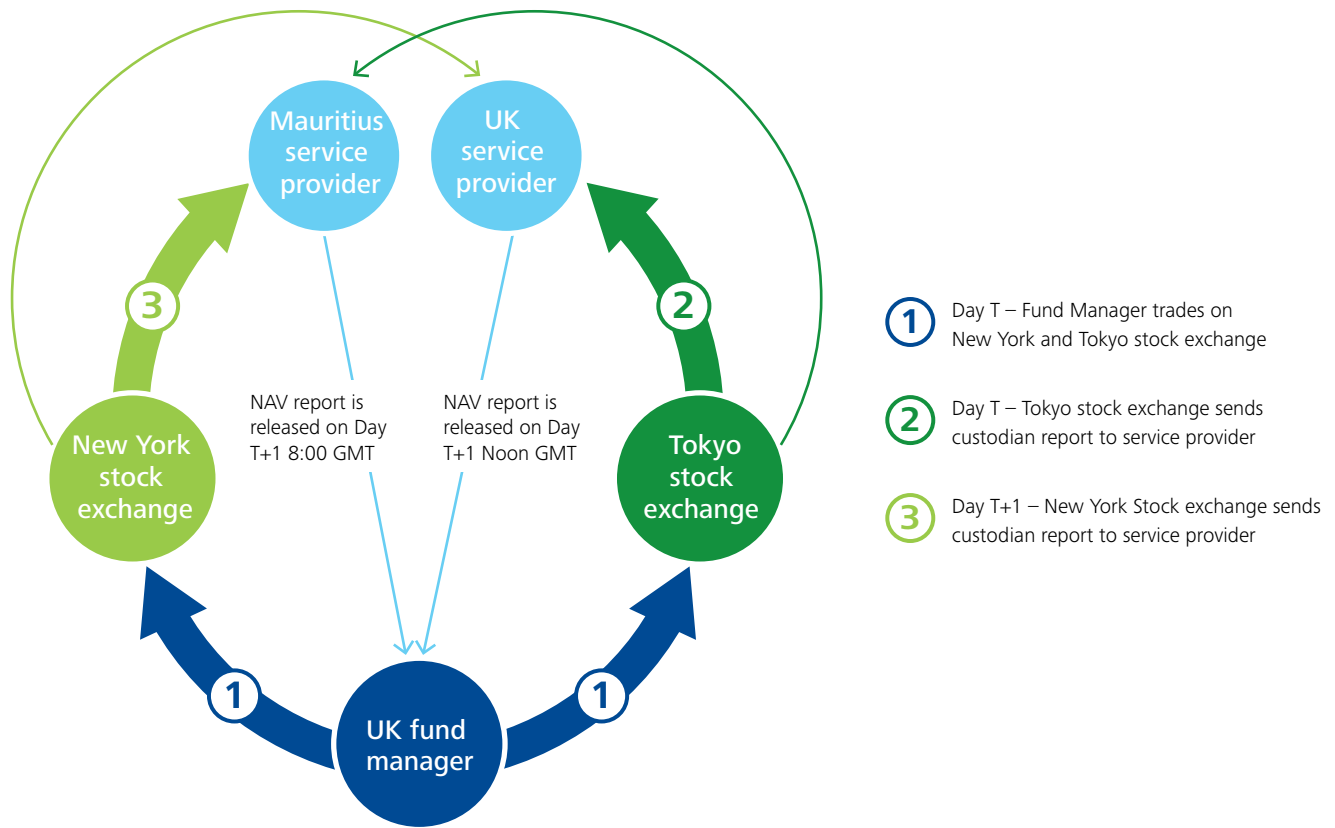 Mauritius
service
provider
UK
service
provider
3
2
NAV report is
released on Day
T+1 8:00 GMT
NAV report is
released on Day
T+1 Noon GMT
New York
stock
exchange
Tokyo
stock
exchange
1
1
UK fund
manager
1
Day T – Fund Manager trades on
New York and Tokyo stock exchange
2
Day T – Tokyo stock exchange sends
custodian report to service provider
3
Day T+1 – New York Stock exchange sends
custodian report to service provider